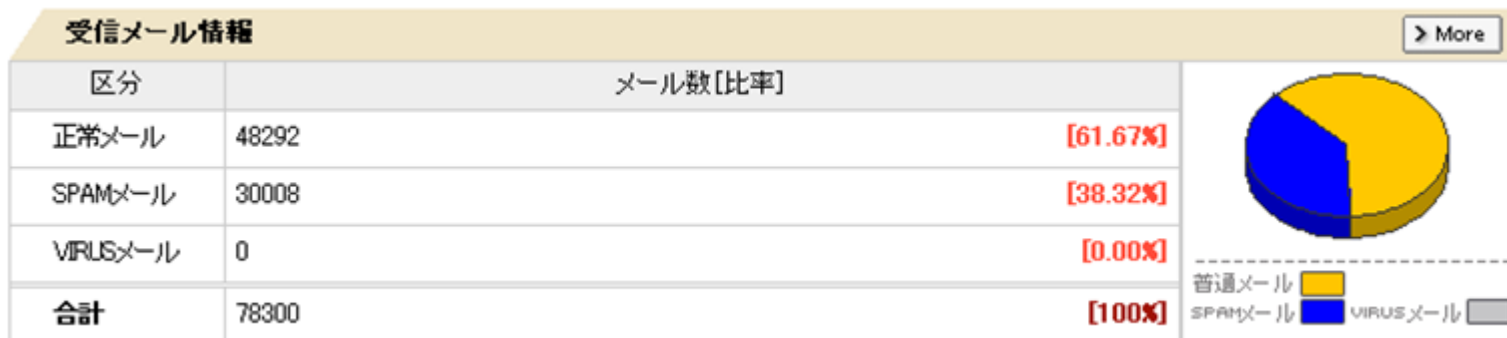 受信メール情報
> More
区分 メール数[比率]
正常メール 48292 [61.67%]
SPAMメール 30008 [38.32%]
VIRUSメール 0 [0.00%]
合計 78300 [100%]
普通メール
SPAMメール VIRUSメール